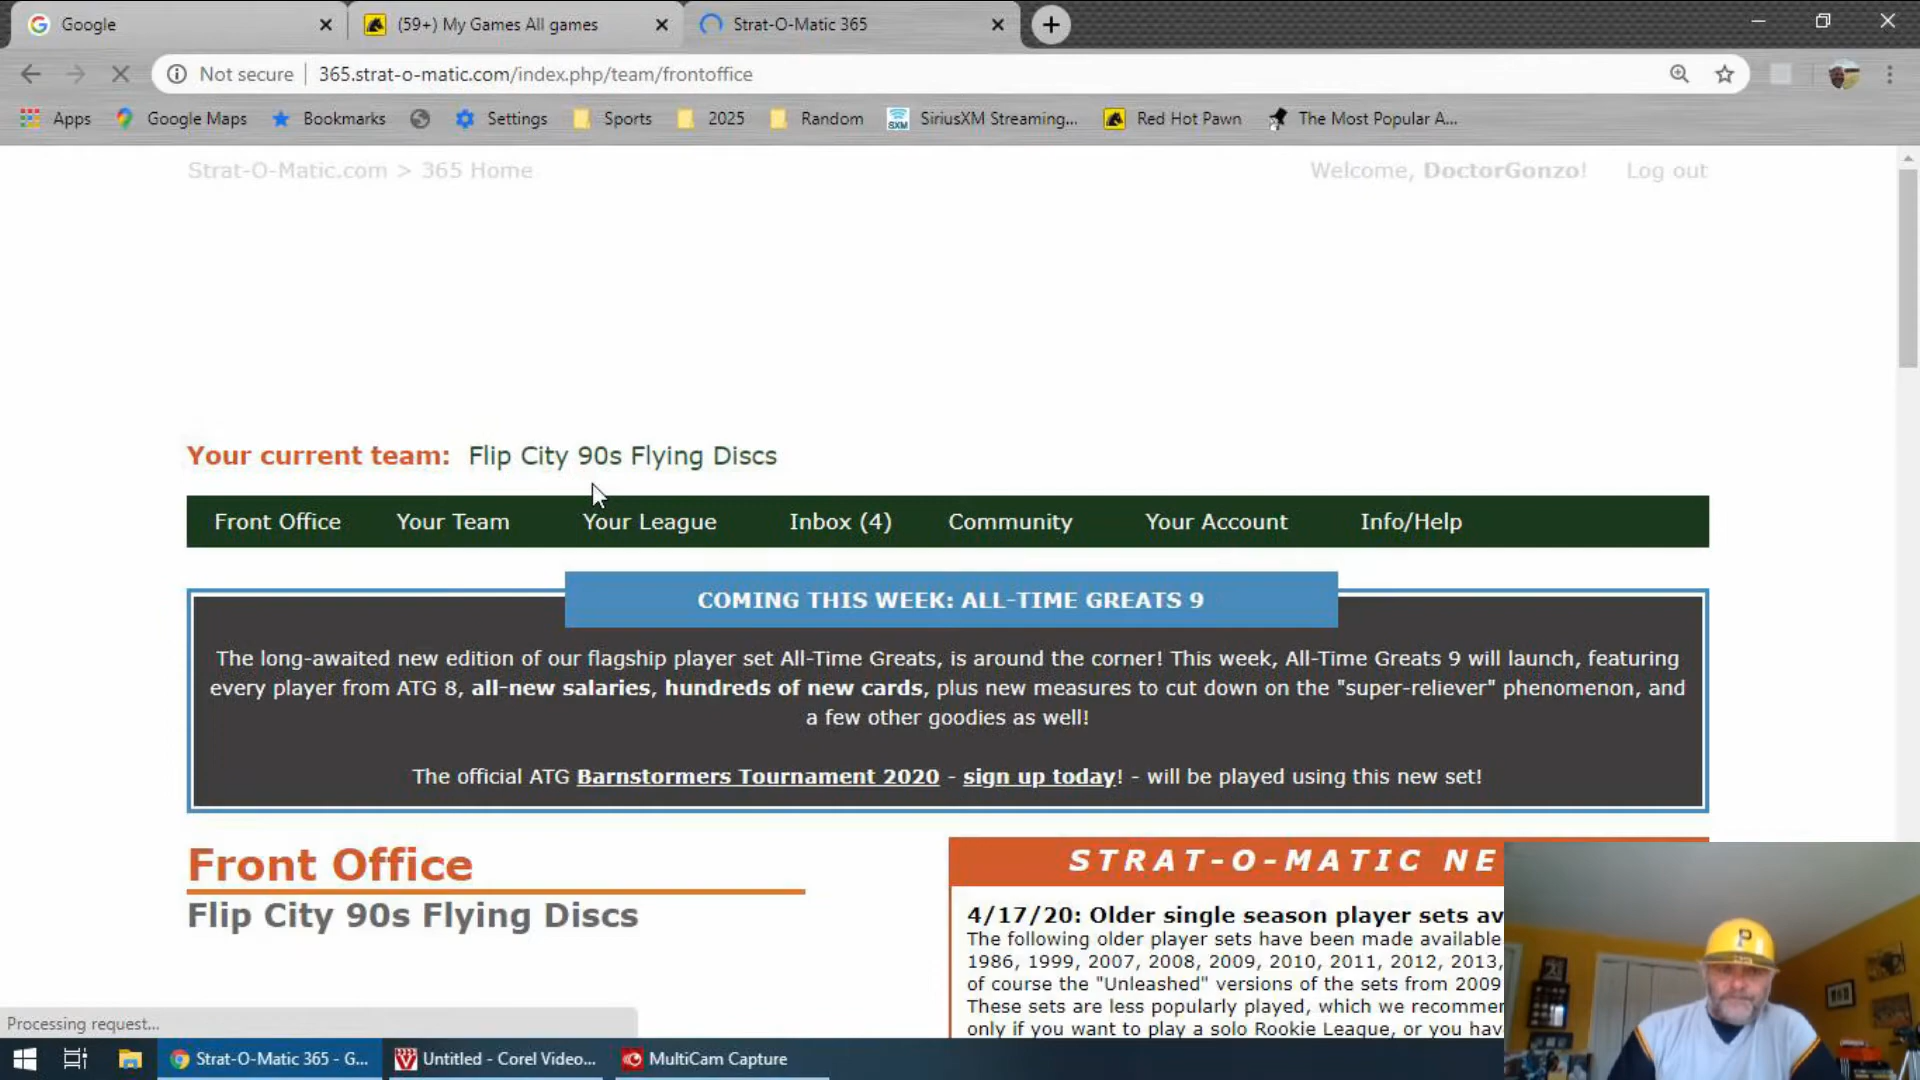 Google
(59+) My Games All games
Strat-O-Matic 365
Not secure
365.strat-o-matic.com/index.php/team/frontoffice
Apps
Google Maps
Bookmarks
Settings
Sports
2025
Random
SXM
SiriusXM Streaming...
Red Hot Pawn
The Most Popular A...
Strat-O-Matic.com > 365 Home
Welcome, DoctorGonzo!
Log out
Your current team: Flip City 90s Flying Discs
Front Office
Your Team
Your League
Inbox (4)
Community
Your Account
Info/Help
COMING THIS WEEK: ALL-TIME GREATS 9
The long-awaited new edition of our flagship player set All-Time Greats, is around the corner! This week, All-Time Greats 9 will launch, featuring
every player from ATG 8, all-new salaries, hundreds of new cards, plus new measures to cut down on the "super-reliever" phenomenon, and
a few other goodies as well!
The official ATG Barnstormers Tournament 2020 - sign up today! - will be played using this new set!
Front Office
Flip City 90s Flying Discs
STRAT-O-MATIC NE
4/17/20: Older single season player sets av
The following older player sets have been made available
1986, 1999, 2007, 2008, 2009, 2010, 2011, 2012, 2013,
of course the "Unleashed" versions of the sets from 2009
These sets are less popularly played, which we recommer
only if you want to play a solo Rookie League, or you hav
P
Processing request...
Strat-O-Matic 365 - G...
Untitled - Corel Video...
MultiCam Capture